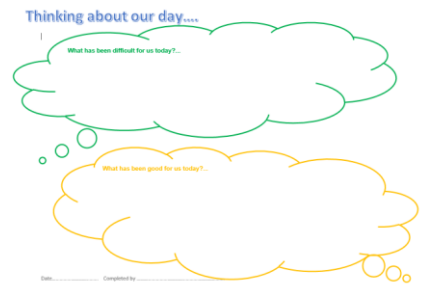 Thinking about our day....
What has been difficult for us today?...
What has been good for us today?...
Date:........................ Completed by:....................................